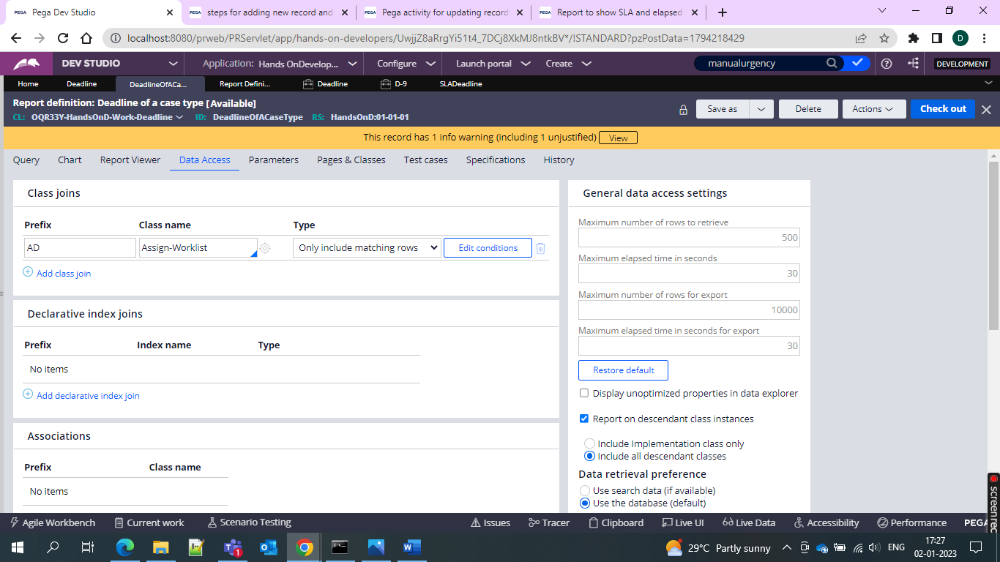 PEGA Pega Dev Studio
PEGA steps for adding new record and
PEGA Pega activity for updating record
PEGA Report to show SLA and elapsed
localhost:8080/prweb/PRServlet/app/hands-on-developers/UwjjZ8aRrgYi51t4_7DCj8XkMJ8ntkBV*/!STANDARD?pzPostData=1794218429
D
DEV STUDIO
Application: Hands OnDevelop...
Configure
Launch portal
Create
manualurgency
DEVELOPMENT
Home
Deadline
DeadlineOfACa...
Report Defini...
Deadline
D-9
SLADeadline
Report definition: Deadline of a case type [Available]
CL: OQR33Y-HandsOnD-Work-Deadline ID: DeadlineOfACaseType RS: HandsOnD:01-01-01
Save as
Delete
Actions
Check out
This record has 1 info warning (including 1 unjustified) View
Query
Chart
Report Viewer
Data Access
Parameters
Pages & Classes
Test cases
Specifications
History
Class joins
Prefix Class name Type
AD Assign-Worklist Only include matching rows Edit conditions
Add class join
Declarative index joins
Prefix Index name Type
No items
Add declarative index join
Associations
Prefix Class name
No items
General data access settings
Maximum number of rows to retrieve
500
Maximum elapsed time in seconds
30
Maximum number of rows for export
10000
Maximum elapsed time in seconds for export
30
Restore default
Display unoptimized properties in data explorer
Report on descendant class instances
Include Implementation class only
Include all descendant classes
Data retrieval preference
Use search data (if available)
Use the database (default)
screenrec
Agile Workbench
Current work
Scenario Testing
Issues
Tracer
Clipboard
Live UI
Live Data
Accessibility
Performance
PEGA
1
29°C Partly sunny
ENG
17:27
02-01-2023